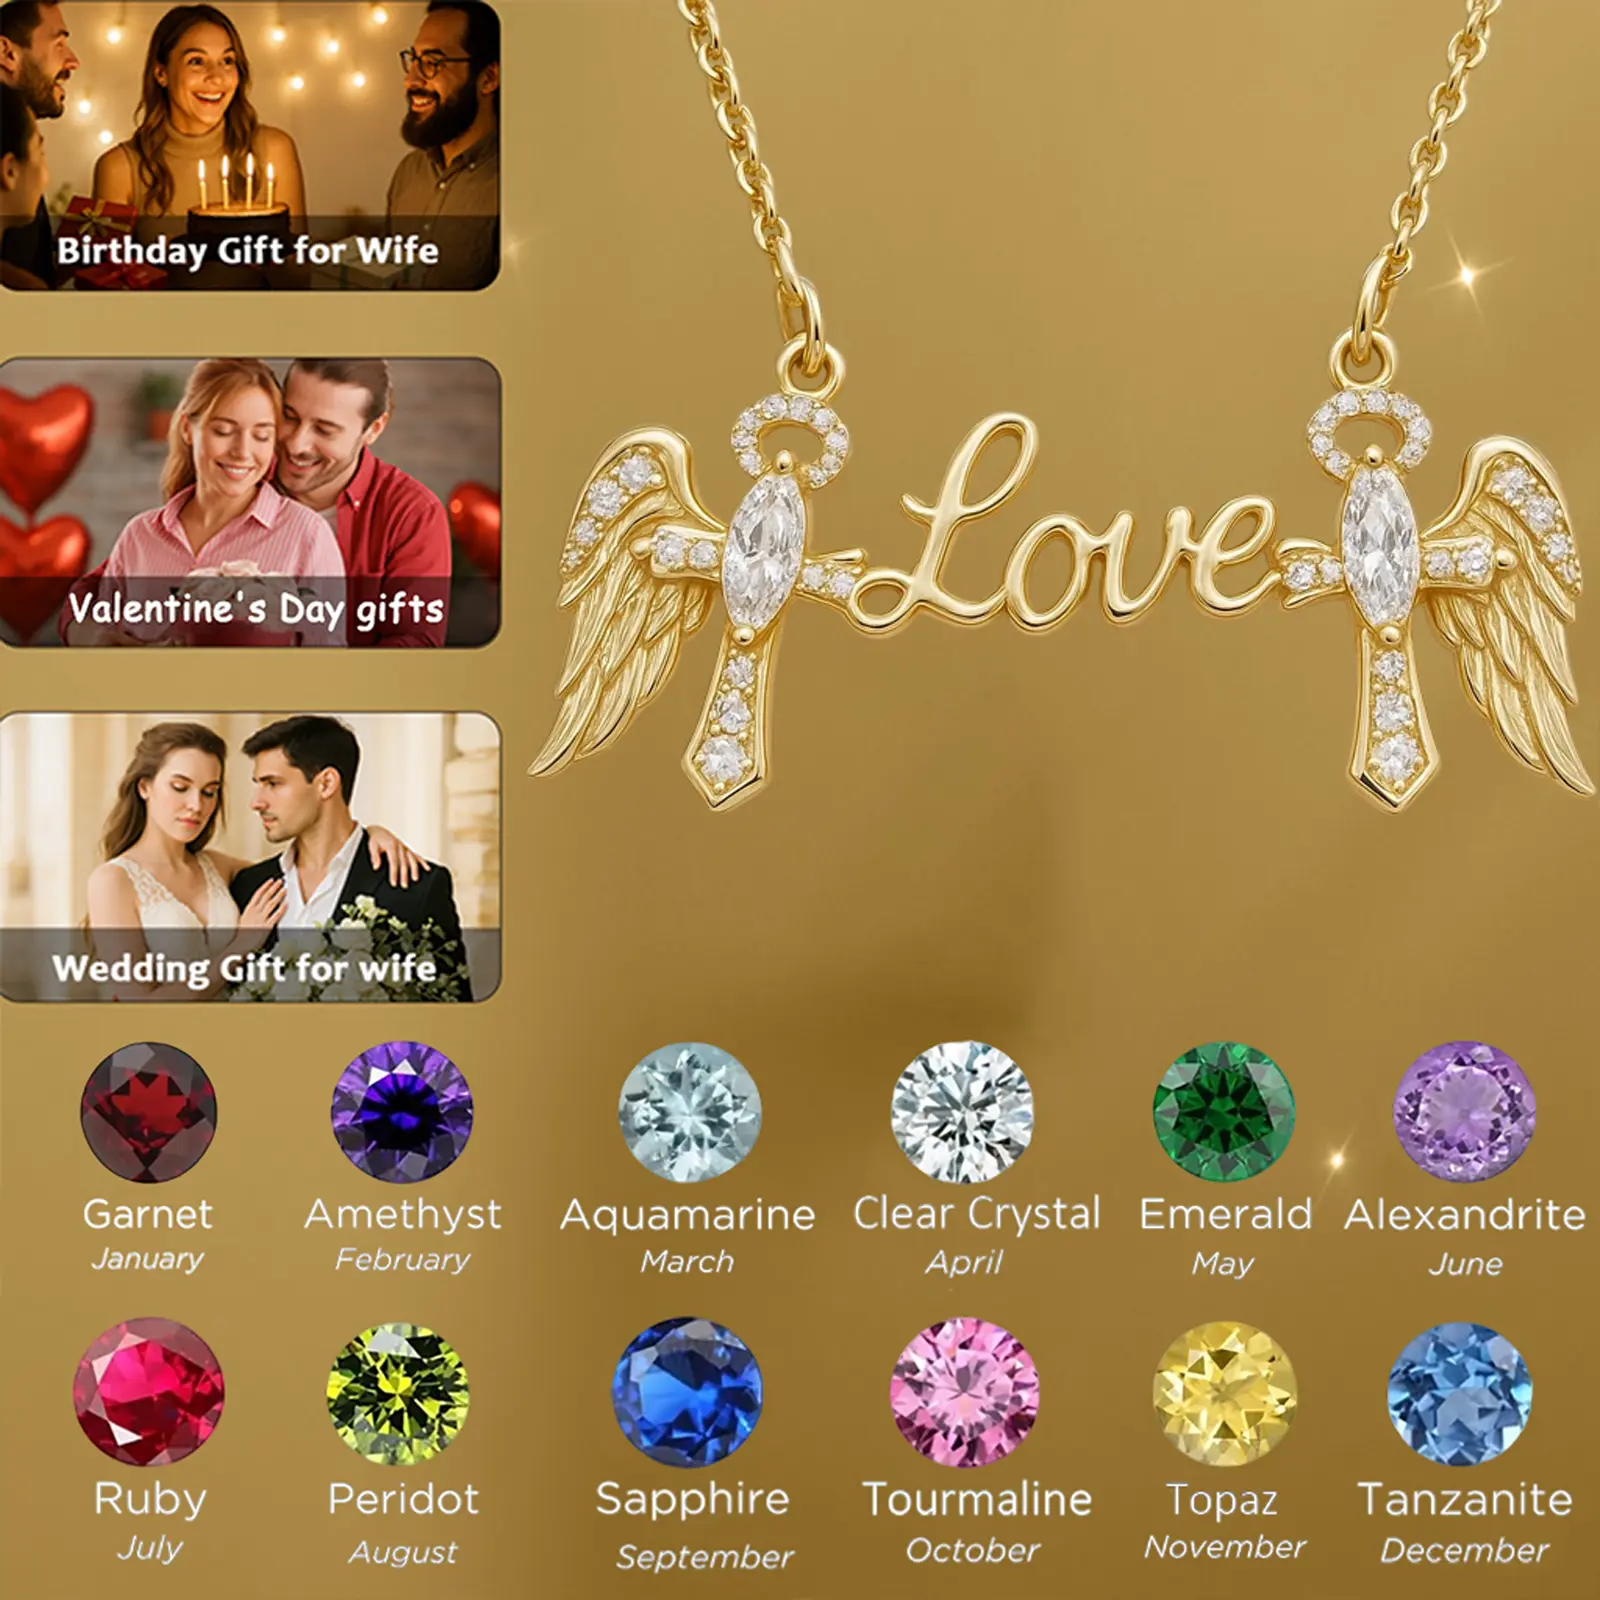 Birthday Gift for Wife
Valentine's Day gifts
Wedding Gift for wife
Love
Garnet
January
Amethyst
February
Aquamarine
March
Clear Crystal
April
Emerald
May
Alexandrite
June
Ruby
July
Peridot
August
Sapphire
September
Tourmaline
October
Topaz
November
Tanzanite
December